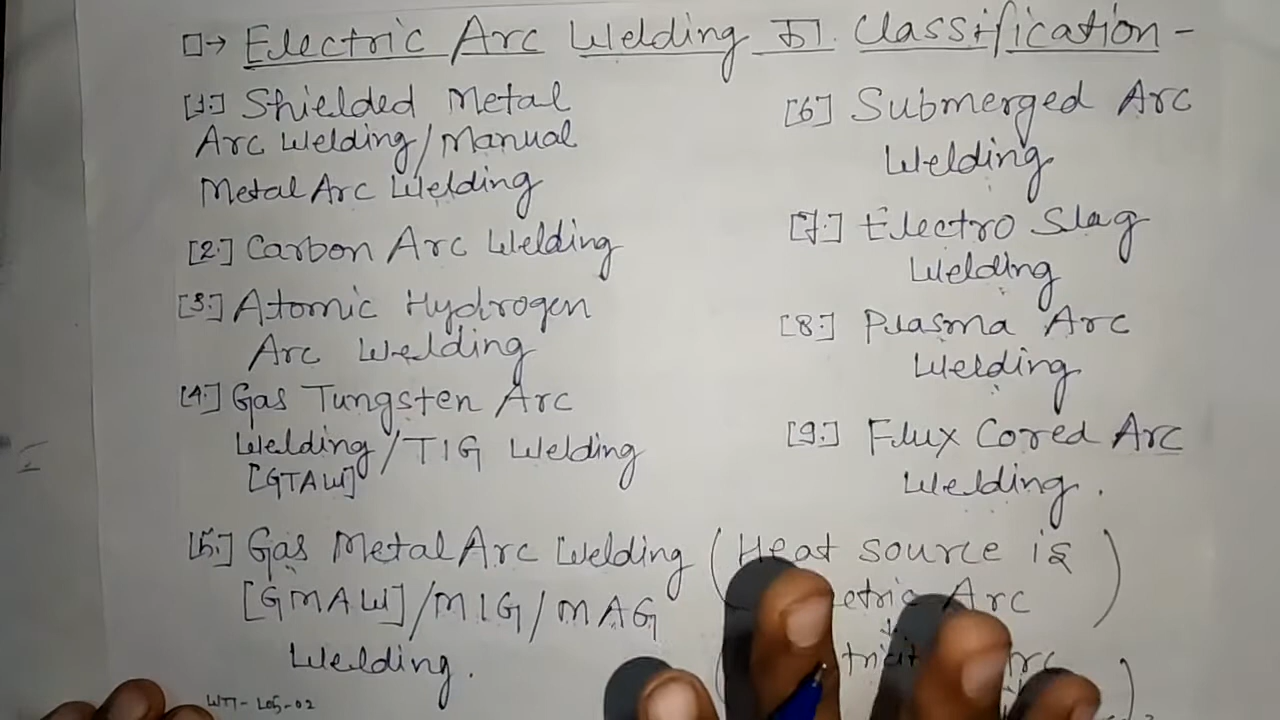 □→ Electric Arc Welding का Classification -
[1.] Shielded Metal
Arc Welding/Manual
Metal Arc Welding
[2.] Carbon Arc Welding
[3.] Atomic Hydrogen
Arc Welding
[4.] Gas Tungsten Arc
Welding/TIG Welding
[GTAW]
[5.] Gas Metal Arc Welding
[GMAW]/MIG/MAG
Welding.
[6] Submerged Arc
Welding
[7.] Electro Slag
Welding
[8.] Plasma Arc
Welding
[9.] Flux Cored Arc
Welding.
(Heat source is
Arc)
WTI-L05-02